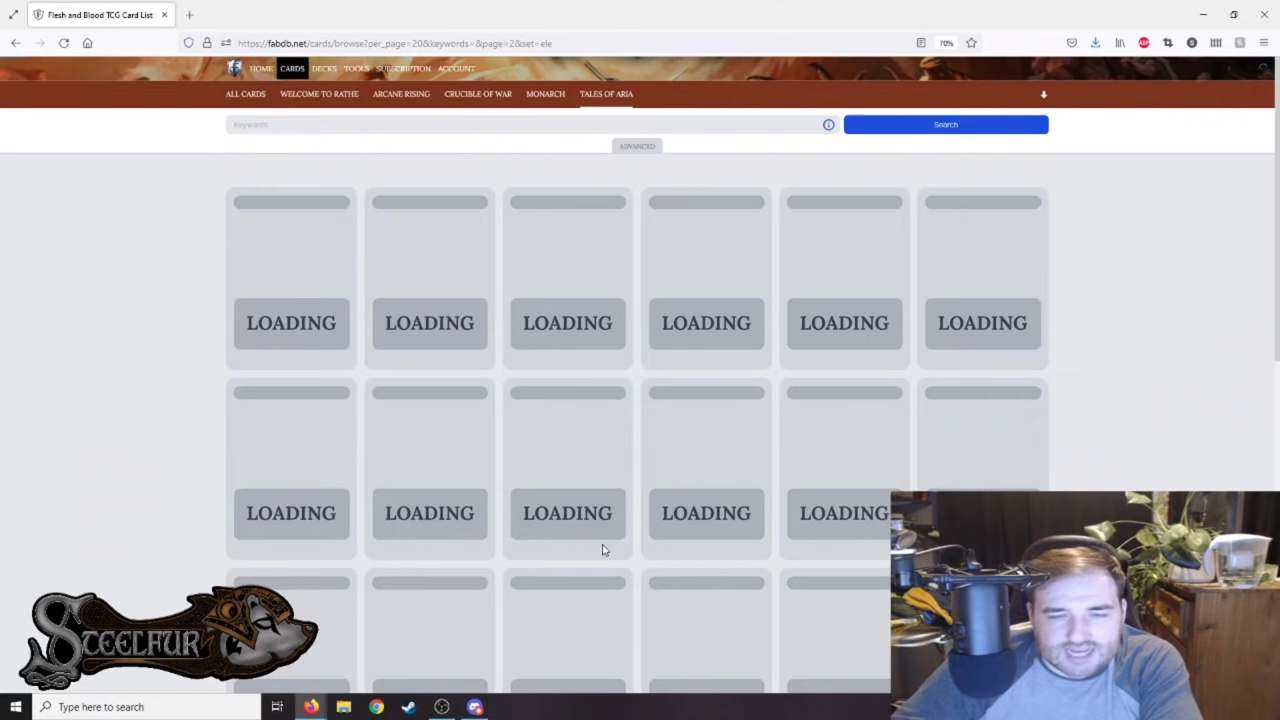 Flesh and Blood TCG Card List
https://fabdb.net/cards/browse?per_page=20&keywords=&page=2&set=ele
70%
HOME CARDS DECKS TOOLS SUBSCRIPTION ACCOUNT
ALL CARDS WELCOME TO RATHE ARCANE RISING CRUCIBLE OF WAR MONARCH TALES OF ARIA
Keywords
Search
ADVANCED
LOADING LOADING LOADING LOADING LOADING LOADING
LOADING LOADING LOADING LOADING LOADING
STEELFUR
Type here to search